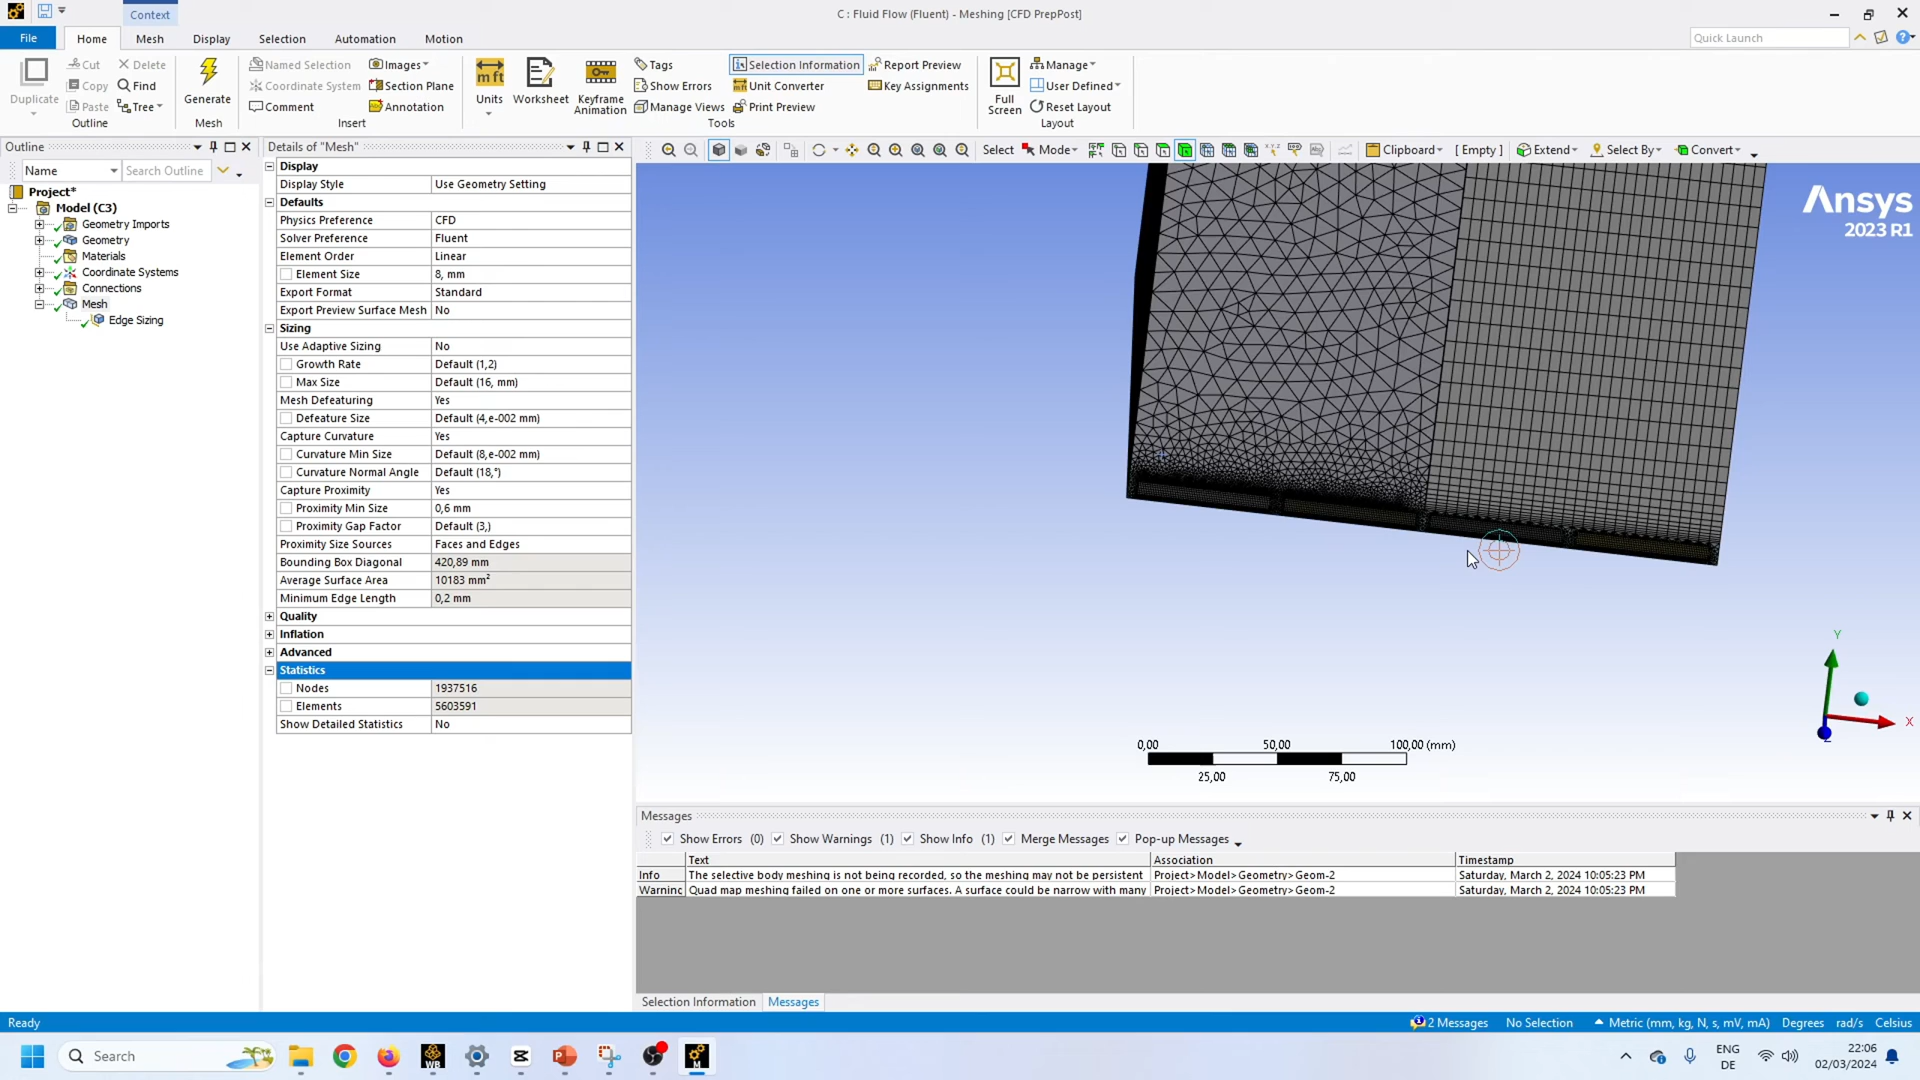 Context
C : Fluid Flow (Fluent) - Meshing [CFD PrepPost]
File
Home
Mesh
Display
Selection
Automation
Motion
Quick Launch
Duplicate
Cut
Delete
Copy
Find
Paste
Tree
Outline
Generate
Mesh
Named Selection
Coordinate System
Comment
Images
Section Plane
Annotation
Insert
Units
Worksheet
Keyframe
Animation
Tags
Show Errors
Manage Views
Selection Information
Unit Converter
Print Preview
Tools
Report Preview
Key Assignments
Full
Screen
Manage
User Defined
Reset Layout
Layout
Outline
Name
Search Outline
Project*
Model (C3)
Geometry Imports
Geometry
Materials
Coordinate Systems
Connections
Mesh
Edge Sizing
Details of "Mesh"
Display
Display Style Use Geometry Setting
Defaults
Physics Preference CFD
Solver Preference Fluent
Element Order Linear
Element Size 8, mm
Export Format Standard
Export Preview Surface Mesh No
Sizing
Use Adaptive Sizing No
Growth Rate Default (1,2)
Max Size Default (16, mm)
Mesh Defeaturing Yes
Defeature Size Default (4,e-002 mm)
Capture Curvature Yes
Curvature Min Size Default (8,e-002 mm)
Curvature Normal Angle Default (18,°)
Capture Proximity Yes
Proximity Min Size 0,6 mm
Proximity Gap Factor Default (3,)
Proximity Size Sources Faces and Edges
Bounding Box Diagonal 420,89 mm
Average Surface Area 10183 mm²
Minimum Edge Length 0,2 mm
Quality
Inflation
Advanced
Statistics
Nodes 1937516
Elements 5603591
Show Detailed Statistics No
Select Mode Clipboard [ Empty ] Extend Select By Convert
Ansys
2023 R1
Y
X
Z
0,00 50,00 100,00 (mm)
25,00 75,00
Messages
Show Errors (0) Show Warnings (1) Show Info (1) Merge Messages Pop-up Messages
Text Association Timestamp
Info The selective body meshing is not being recorded, so the meshing may not be persistent Project>Model>Geometry>Geom-2 Saturday, March 2, 2024 10:05:23 PM
Warninc Quad map meshing failed on one or more surfaces. A surface could be narrow with many Project>Model>Geometry>Geom-2 Saturday, March 2, 2024 10:05:23 PM
Selection Information Messages
Ready
2 Messages No Selection Metric (mm, kg, N, s, mV, mA) Degrees rad/s Celsius
Search
WB
M
ENG
DE
22:06
02/03/2024